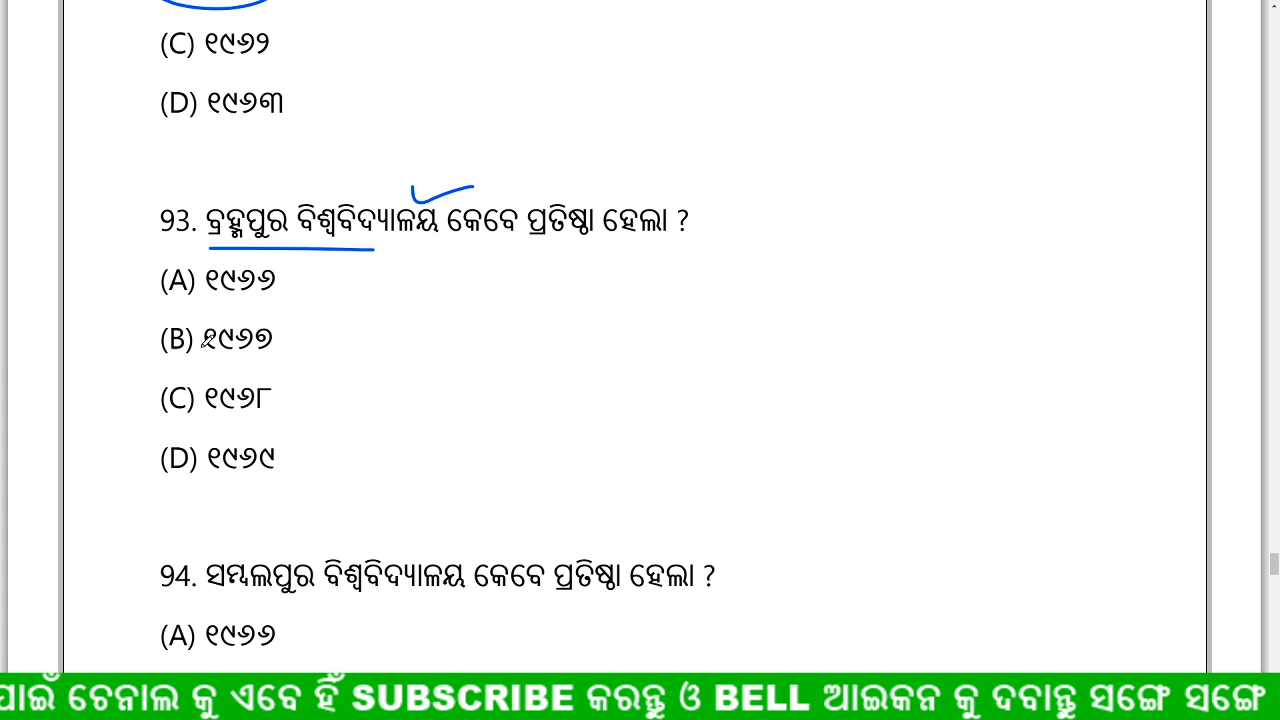 (C) ୧୯୬୨
(D) ୧୯୬୩
93. ବ୍ରହ୍ମପୁର ବିଶ୍ୱବିଦ୍ୟାଳୟ କେବେ ପ୍ରତିଷ୍ଠା ହେଲା ?
(A) ୧୯୬୬
(B) ୧୯୬୭
(C) ୧୯୬୮
(D) ୧୯୬୯
94. ସମ୍ବଲପୁର ବିଶ୍ୱବିଦ୍ୟାଳୟ କେବେ ପ୍ରତିଷ୍ଠା ହେଲା ?
(A) ୧୯୬୬
ପାଇଁ ଚେନାଲ କୁ ଏବେ ହିଁ SUBSCRIBE କରନ୍ତୁ ଓ BELL ଆଇକନ କୁ ଦବାନ୍ତୁ ସଙ୍ଗେ ସଙ୍ଗେ